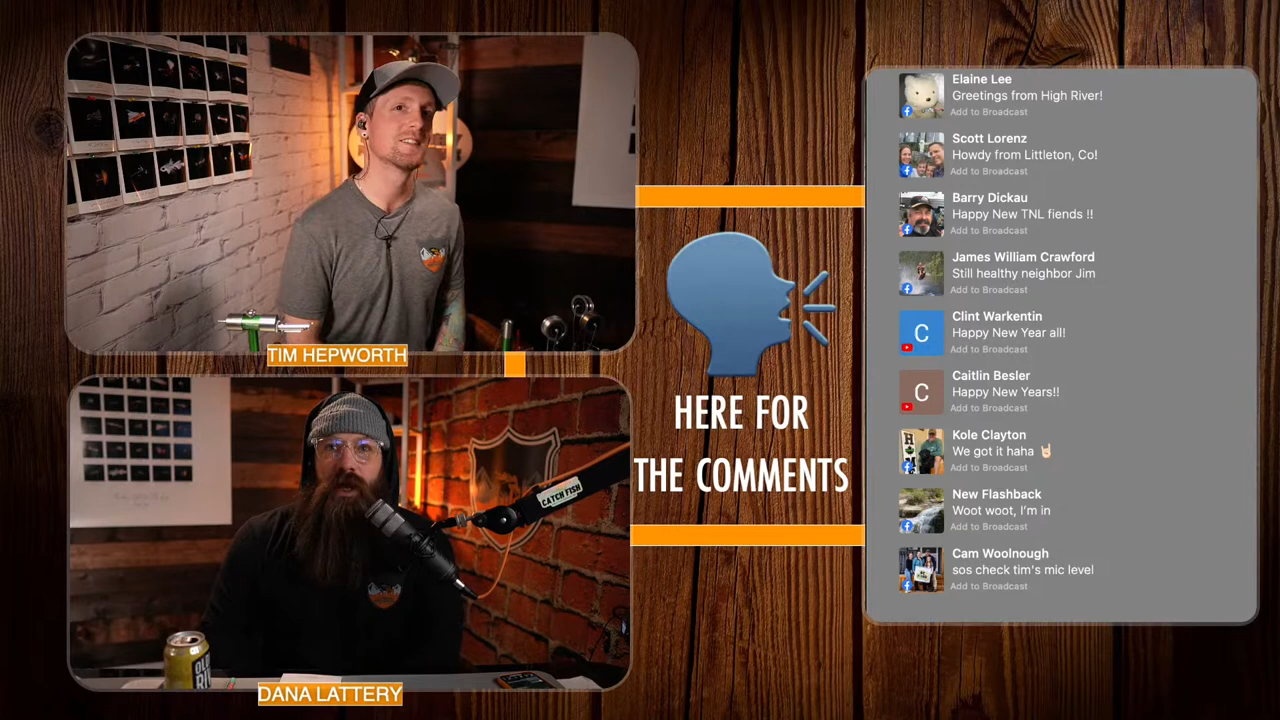 TIM HEPWORTH
CATCH FISH
DANA LATTERY
HERE FOR
THE COMMENTS
Elaine Lee
Greetings from High River!
Add to Broadcast
Scott Lorenz
Howdy from Littleton, Co!
Add to Broadcast
Barry Dickau
Happy New TNL fiends !!
Add to Broadcast
James William Crawford
Still healthy neighbor Jim
Add to Broadcast
C
Clint Warkentin
Happy New Year all!
Add to Broadcast
C
Caitlin Besler
Happy New Years!!
Add to Broadcast
Kole Clayton
We got it haha 🤘🏻
Add to Broadcast
New Flashback
Woot woot, I'm in
Add to Broadcast
Cam Woolnough
sos check tim's mic level
Add to Broadcast